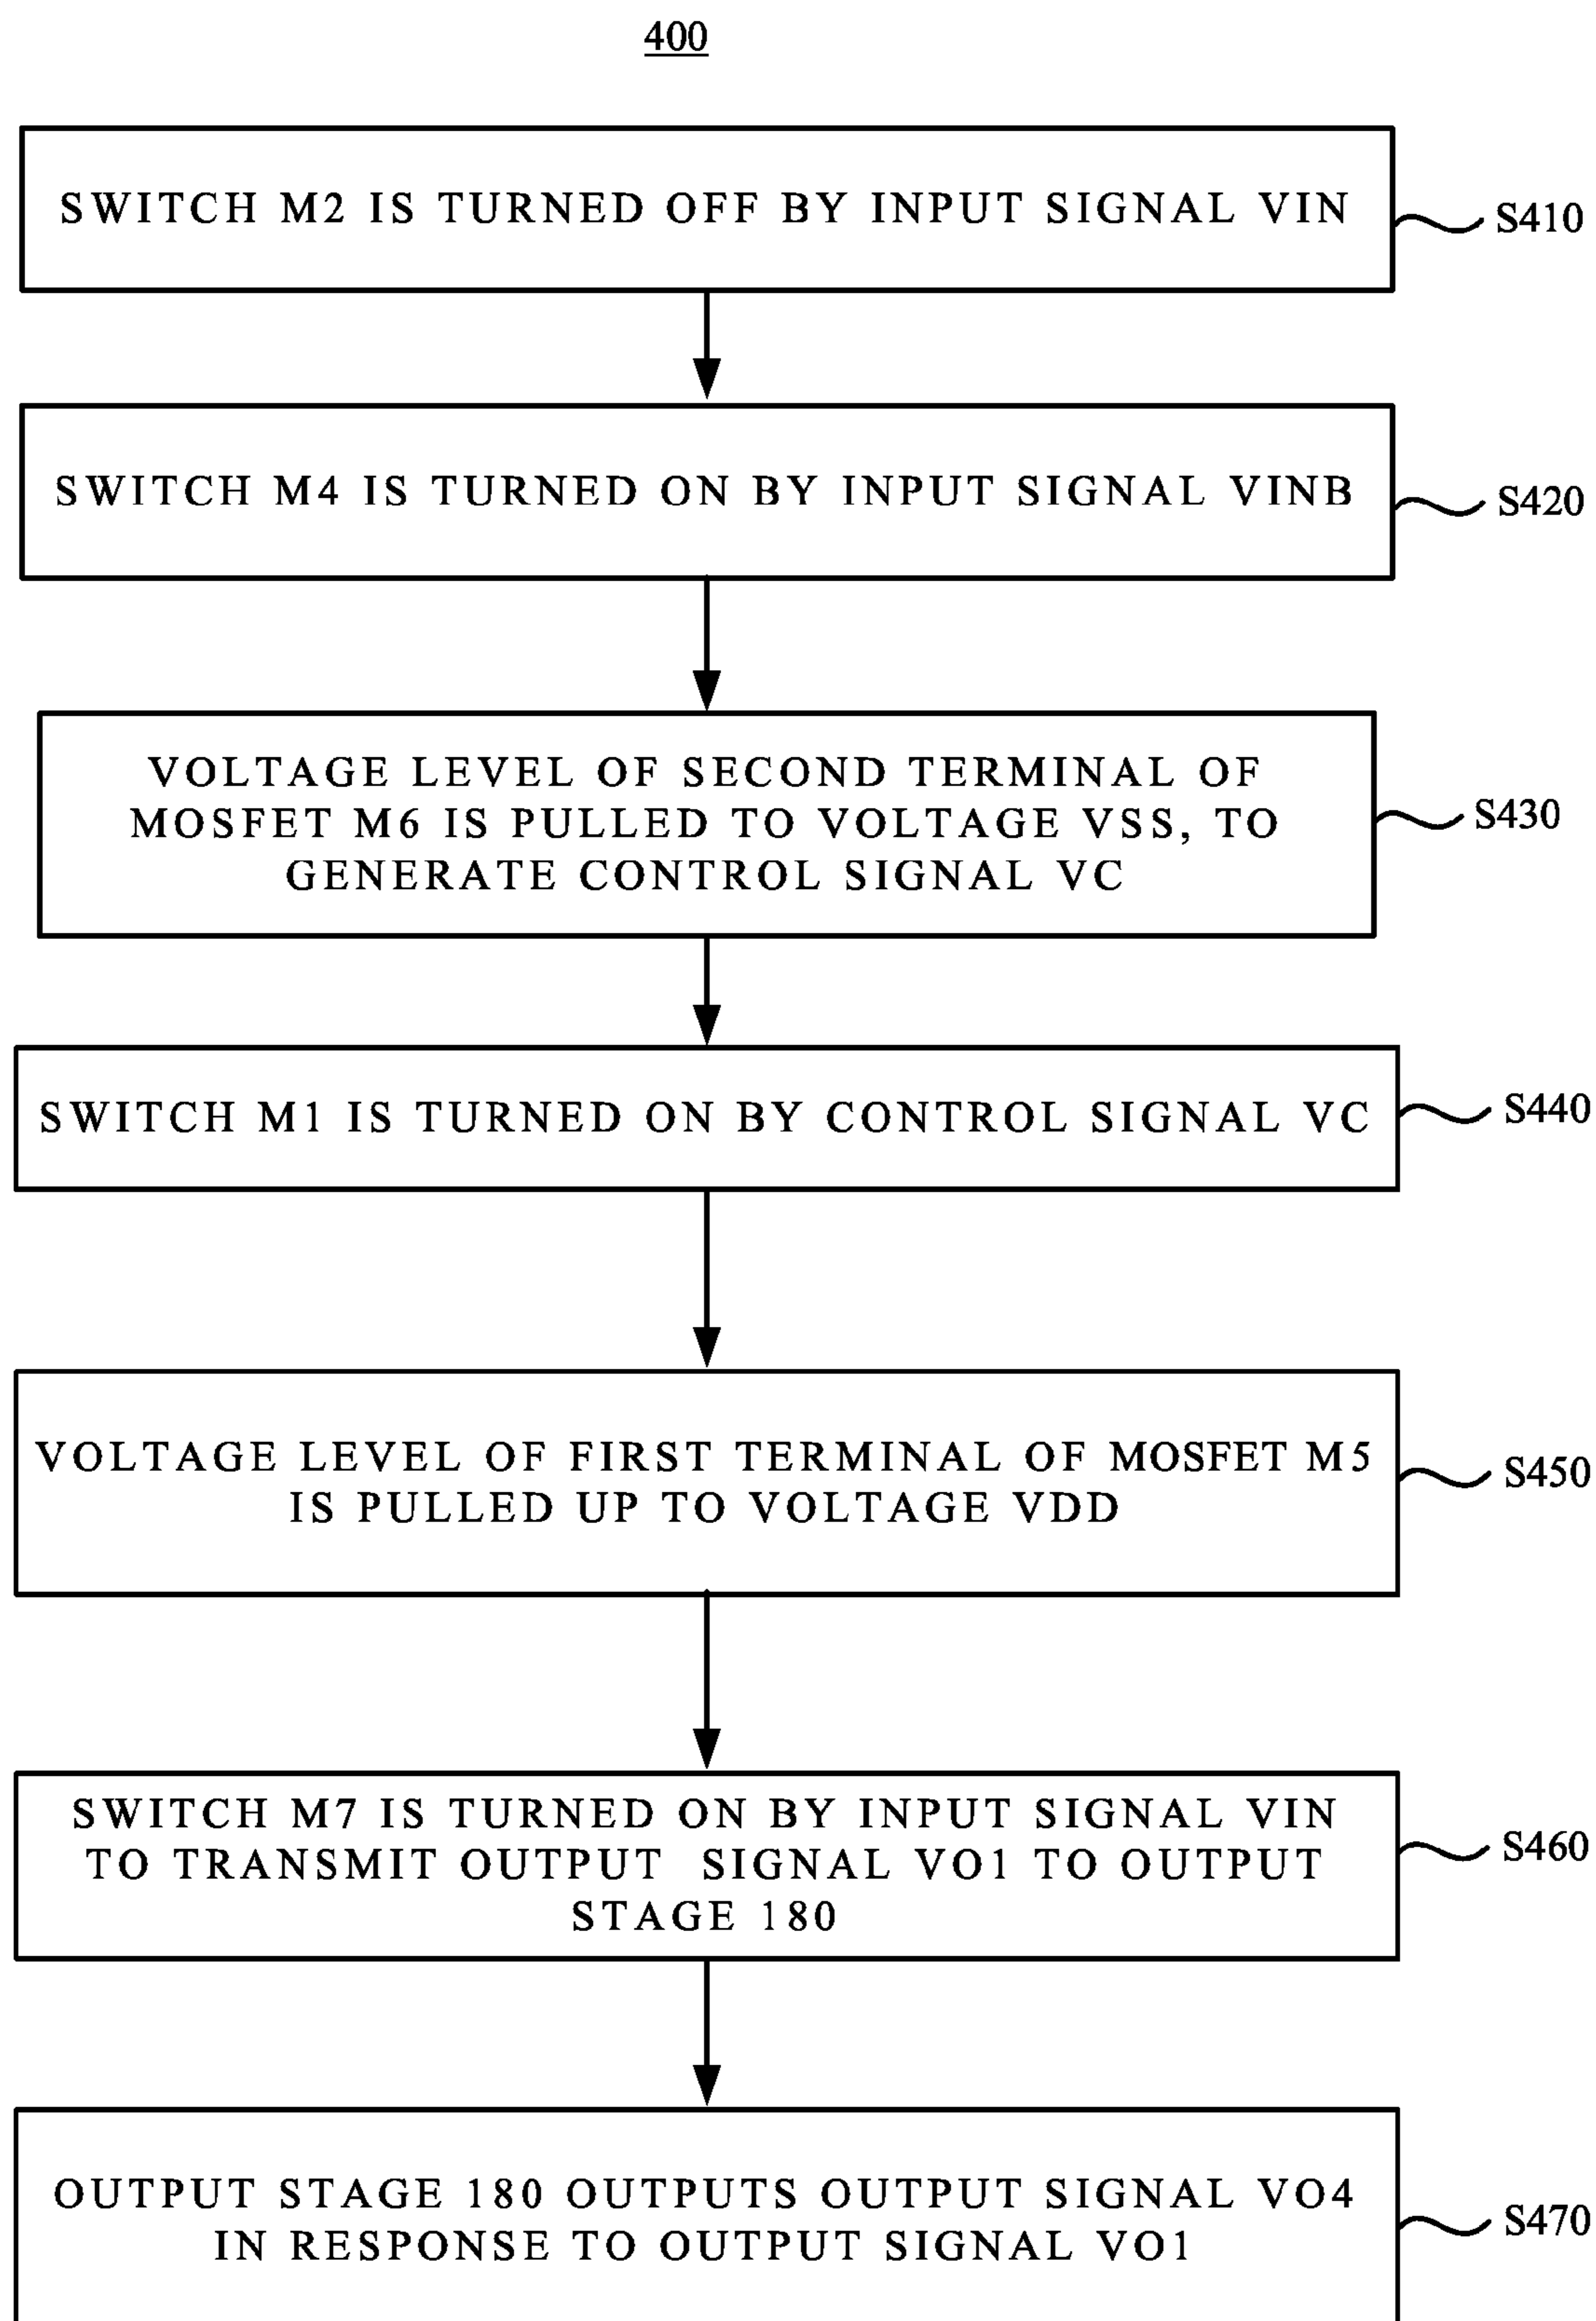 400
SWITCH M2 IS TURNED OFF BY INPUT SIGNAL VIN
S410
SWITCH M4 IS TURNED ON BY INPUT SIGNAL VINB
S420
VOLTAGE LEVEL OF SECOND TERMINAL OF
MOSFET M6 IS PULLED TO VOLTAGE VSS, TO
GENERATE CONTROL SIGNAL VC
S430
SWITCH M1 IS TURNED ON BY CONTROL SIGNAL VC
S440
VOLTAGE LEVEL OF FIRST TERMINAL OF MOSFET M5
IS PULLED UP TO VOLTAGE VDD
S450
SWITCH M7 IS TURNED ON BY INPUT SIGNAL VIN
TO TRANSMIT OUTPUT SIGNAL VO1 TO OUTPUT
STAGE 180
S460
OUTPUT STAGE 180 OUTPUTS OUTPUT SIGNAL VO4
IN RESPONSE TO OUTPUT SIGNAL VO1
S470